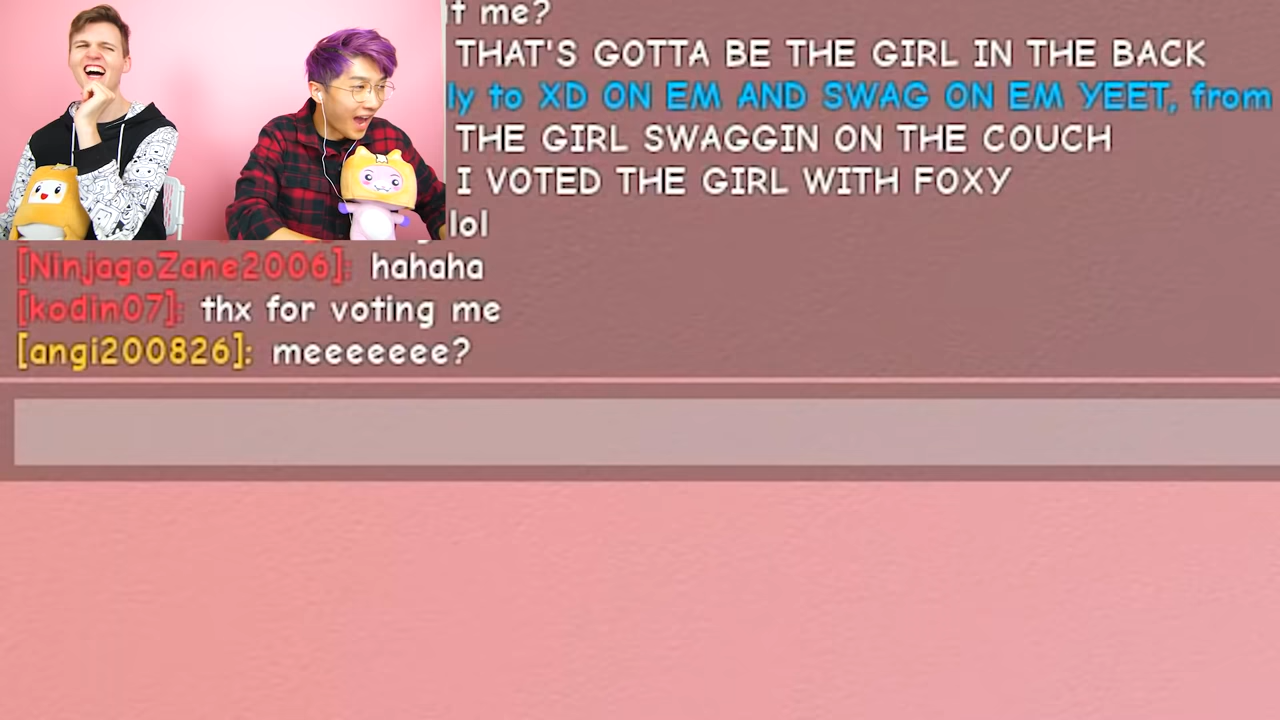 t me?
THAT'S GOTTA BE THE GIRL IN THE BACK
ly to XD ON EM AND SWAG ON EM YEET, from
THE GIRL SWAGGIN ON THE COUCH
I VOTED THE GIRL WITH FOXY
lol
[NinjagoZane2006]: hahaha
[kodin07]: thx for voting me
[angi200826]: meeeeeee?